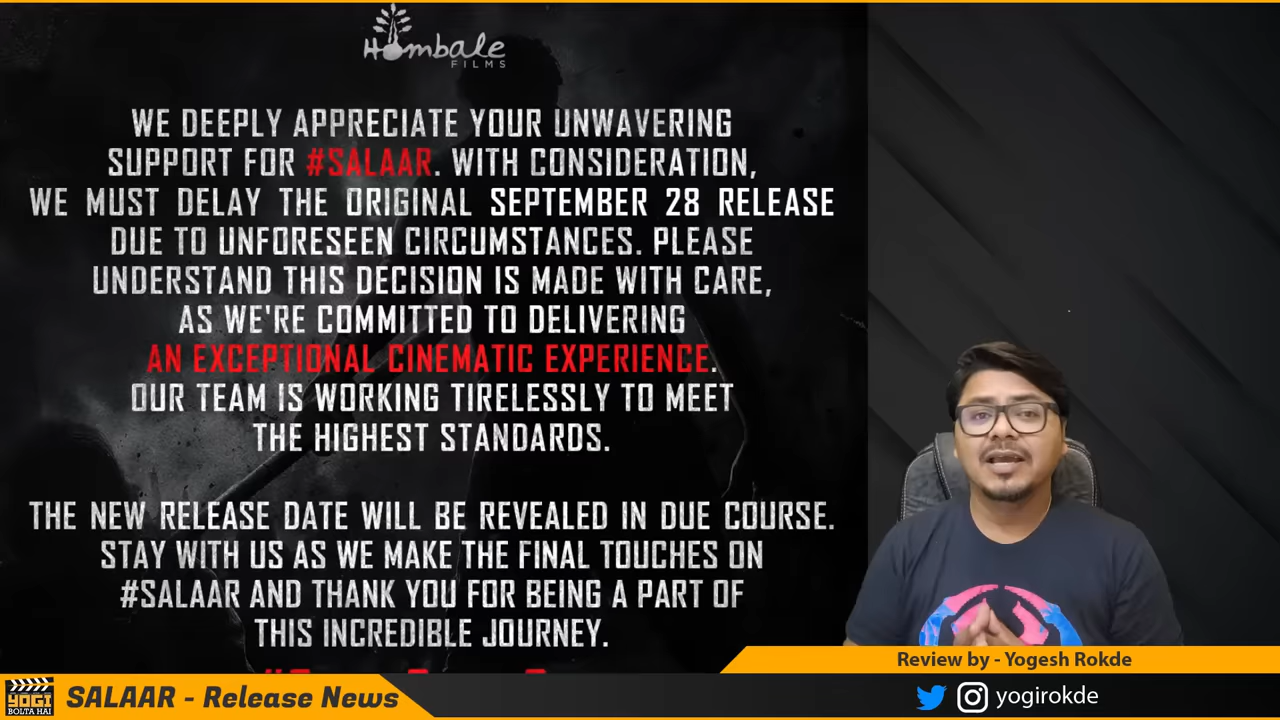 Hombale
FILMS
WE DEEPLY APPRECIATE YOUR UNWAVERING
SUPPORT FOR #SALAAR. WITH CONSIDERATION,
WE MUST DELAY THE ORIGINAL SEPTEMBER 28 RELEASE
DUE TO UNFORESEEN CIRCUMSTANCES. PLEASE
UNDERSTAND THIS DECISION IS MADE WITH CARE,
AS WE'RE COMMITTED TO DELIVERING
AN EXCEPTIONAL CINEMATIC EXPERIENCE.
OUR TEAM IS WORKING TIRELESSLY TO MEET
THE HIGHEST STANDARDS.
THE NEW RELEASE DATE WILL BE REVEALED IN DUE COURSE.
STAY WITH US AS WE MAKE THE FINAL TOUCHES ON
#SALAAR AND THANK YOU FOR BEING A PART OF
THIS INCREDIBLE JOURNEY.
Review by - Yogesh Rokde
YOGI
BOLTA HAI
SALAAR - Release News
yogirokde